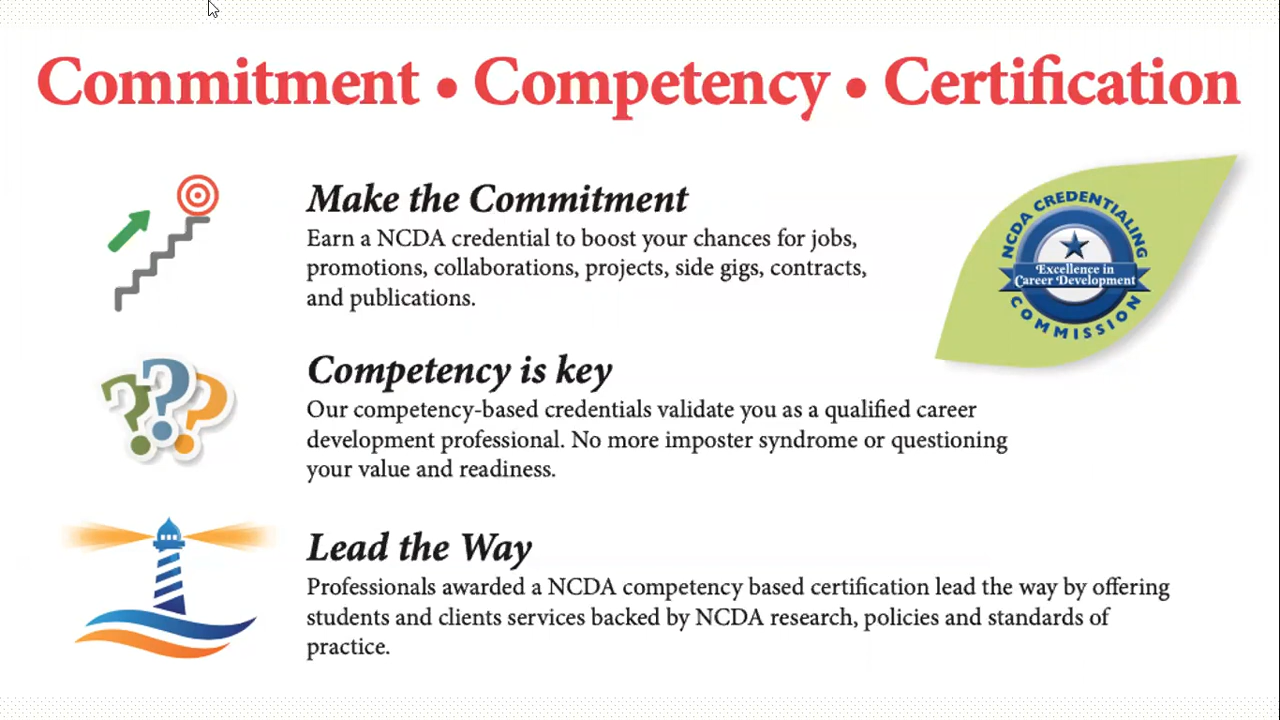 Commitment • Competency • Certification
Make the Commitment
Earn a NCDA credential to boost your chances for jobs,
promotions, collaborations, projects, side gigs, contracts,
and publications.
NCDA CREDENTIALING
Excellence in
Career Development
COMMISSION
Competency is key
Our competency-based credentials validate you as a qualified career
development professional. No more imposter syndrome or questioning
your value and readiness.
Lead the Way
Professionals awarded a NCDA competency based certification lead the way by offering
students and clients services backed by NCDA research, policies and standards of
practice.